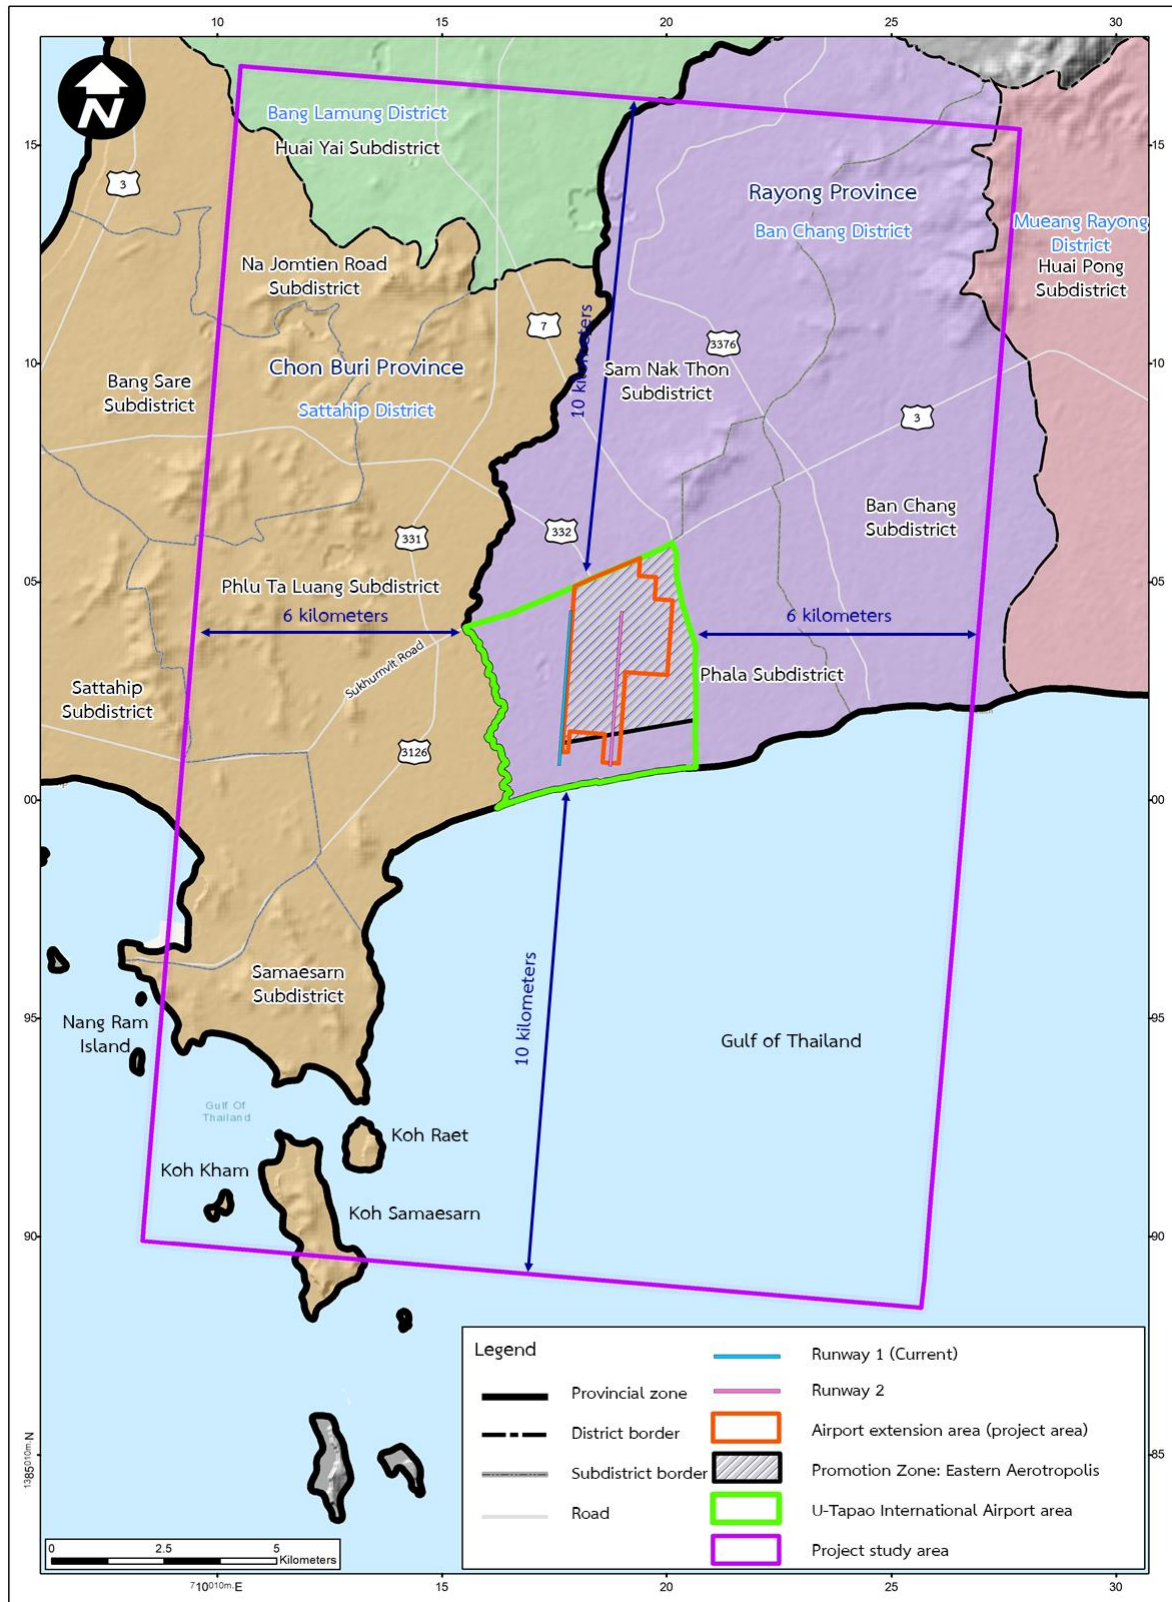 10 15 20 25 30
N
Bang Lamung District
Huai Yai Subdistrict
15 15
3
Rayong Province
Ban Chang District
Mueang Rayong
District
Huai Pong
Subdistrict
Na Jomtien Road
Subdistrict
7
10 kilometers
3376
10 10
Chon Buri Province
Sattahip District
Sam Nak Thon
Subdistrict
Bang Sare
Subdistrict
3
Ban Chang
Subdistrict
331
332
05 05
Phlu Ta Luang Subdistrict
6 kilometers
6 kilometers
Sukhumvit Road
Phala Subdistrict
Sattahip
Subdistrict
3126
00 00
Samaesarn
Subdistrict
10 kilometers
95 95
Nang Ram
Island
Gulf of Thailand
Gulf Of
Thailand
Koh Raet
Koh Kham
Koh Samaesarn
90 90
Legend
Provincial zone
District border
Subdistrict border
Road
Runway 1 (Current)
Runway 2
Airport extension area (project area)
Promotion Zone: Eastern Aerotropolis
U-Tapao International Airport area
Project study area
1385010m.N
85
0 2.5 5
Kilometers
710010m.E 15 20 25 30